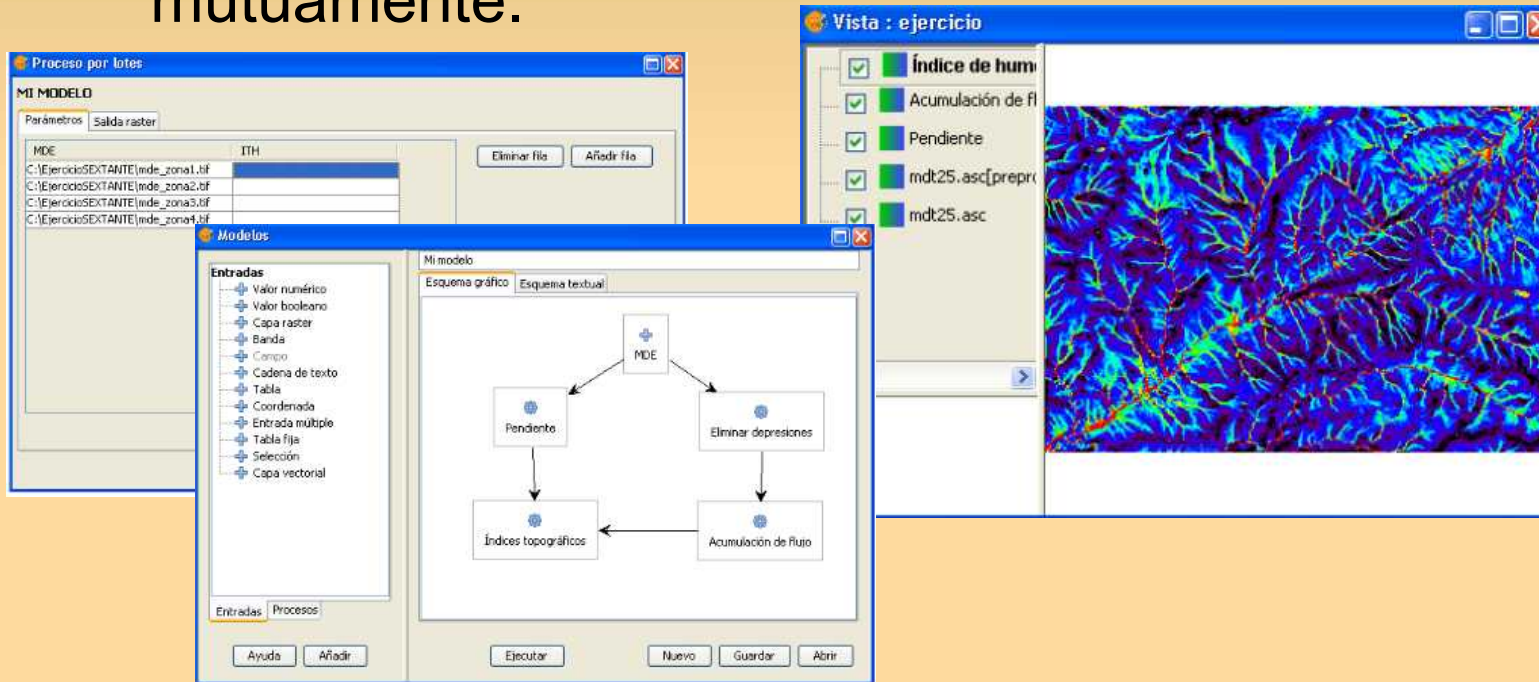 mutuamente.
Proceso por lotes
MI MODELO
Parámetros Salida raster
MDE ITH
C:\EjercicioSEXTANTE\mde_zona1.tif
C:\EjercicioSEXTANTE\mde_zona2.tif
C:\EjercicioSEXTANTE\mde_zona3.tif
C:\EjercicioSEXTANTE\mde_zona4.tif
Eliminar fila Añadir fila
Modelos
Entradas
Valor numérico
Valor booleano
Capa raster
Banda
Campo
Cadena de texto
Tabla
Coordenada
Entrada múltiple
Tabla fija
Selección
Capa vectorial
Entradas Procesos
Ayuda Añadir
Mi modelo
Esquema gráfico Esquema textual
MDE
Pendiente
Eliminar depresiones
Índices topográficos
Acumulación de flujo
Ejecutar Nuevo Guardar Abrir
Vista : ejercicio
Índice de hume
Acumulación de fl
Pendiente
mdt25.asc[prepro
mdt25.asc